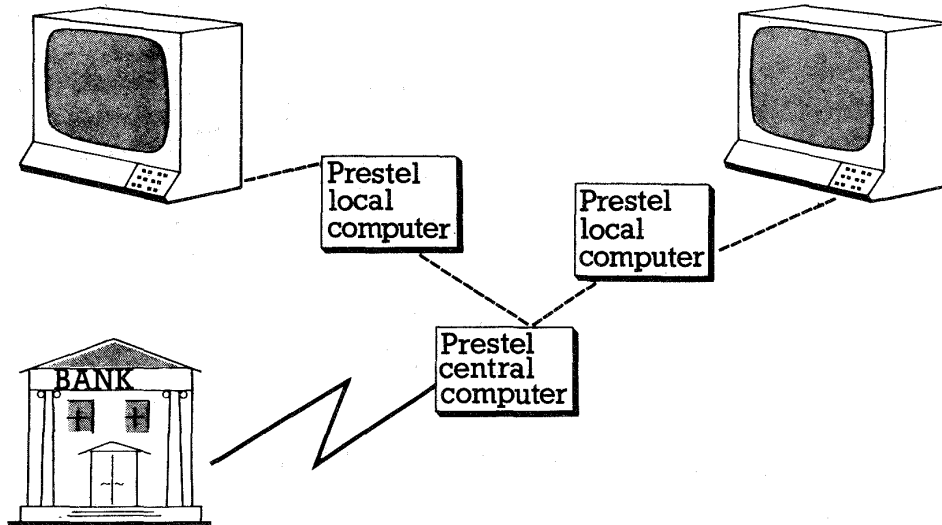 Prestel
local
computer
Prestel
local
computer
Prestel
central
computer
BANK